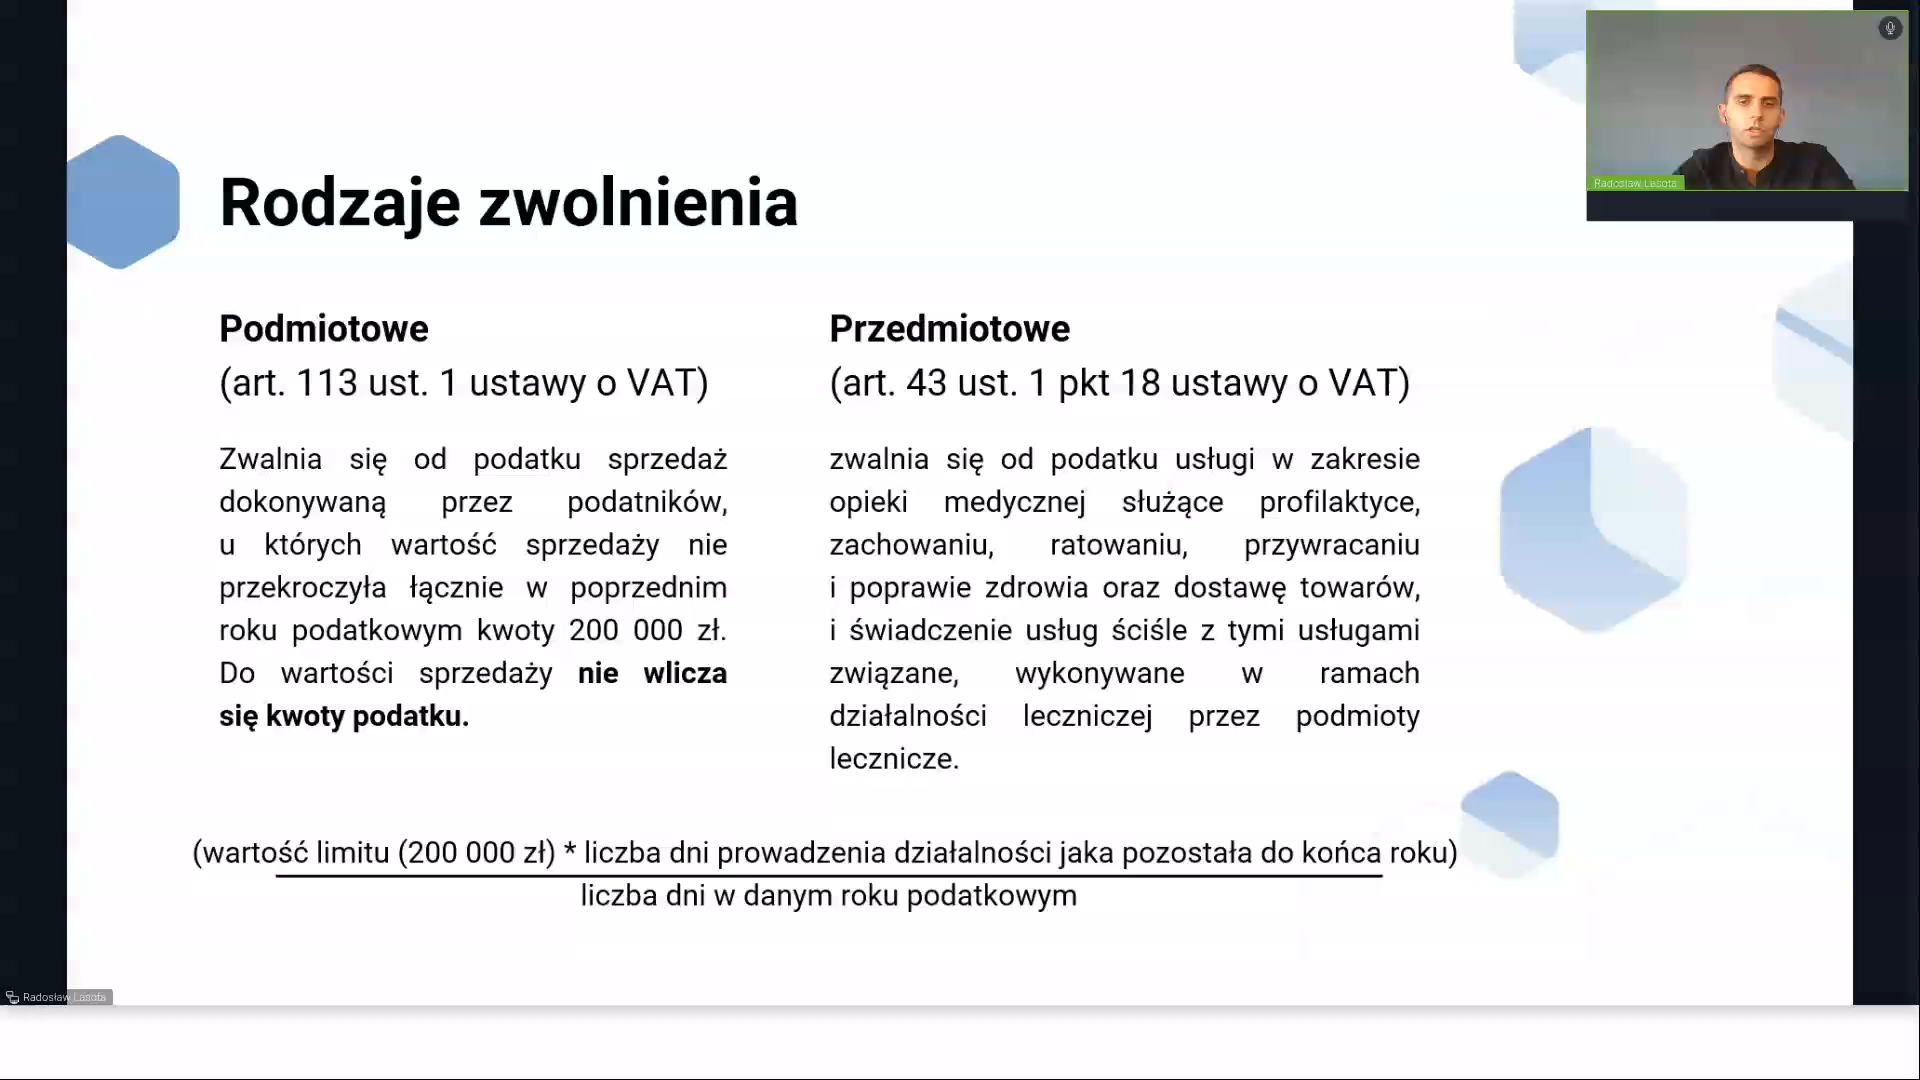 Rodzaje zwolnienia
Podmiotowe
(art. 113 ust. 1 ustawy o VAT)
Zwalnia się od podatku sprzedaż
dokonywaną przez podatników,
u których wartość sprzedaży nie
przekroczyła łącznie w poprzednim
roku podatkowym kwoty 200 000 zł.
Do wartości sprzedaży nie wlicza
się kwoty podatku.
Przedmiotowe
(art. 43 ust. 1 pkt 18 ustawy o VAT)
zwalnia się od podatku usługi w zakresie
opieki medycznej służące profilaktyce,
zachowaniu, ratowaniu, przywracaniu
i poprawie zdrowia oraz dostawę towarów,
i świadczenie usług ściśle z tymi usługami
związane, wykonywane w ramach
działalności leczniczej przez podmioty
lecznicze.
(wartość limitu (200 000 zł) * liczba dni prowadzenia działalności jaka pozostała do końca roku)
liczba dni w danym roku podatkowym
Radosław Lasota
Radosław Lasota